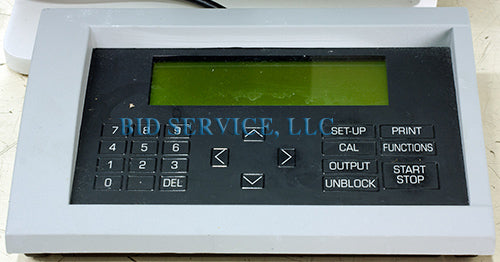 BID SERVICE, LLC
7 8 9
4 5 6
1 2 3
0 . DEL
SET-UP PRINT
CAL FUNCTIONS
OUTPUT START
STOP
UNBLOCK